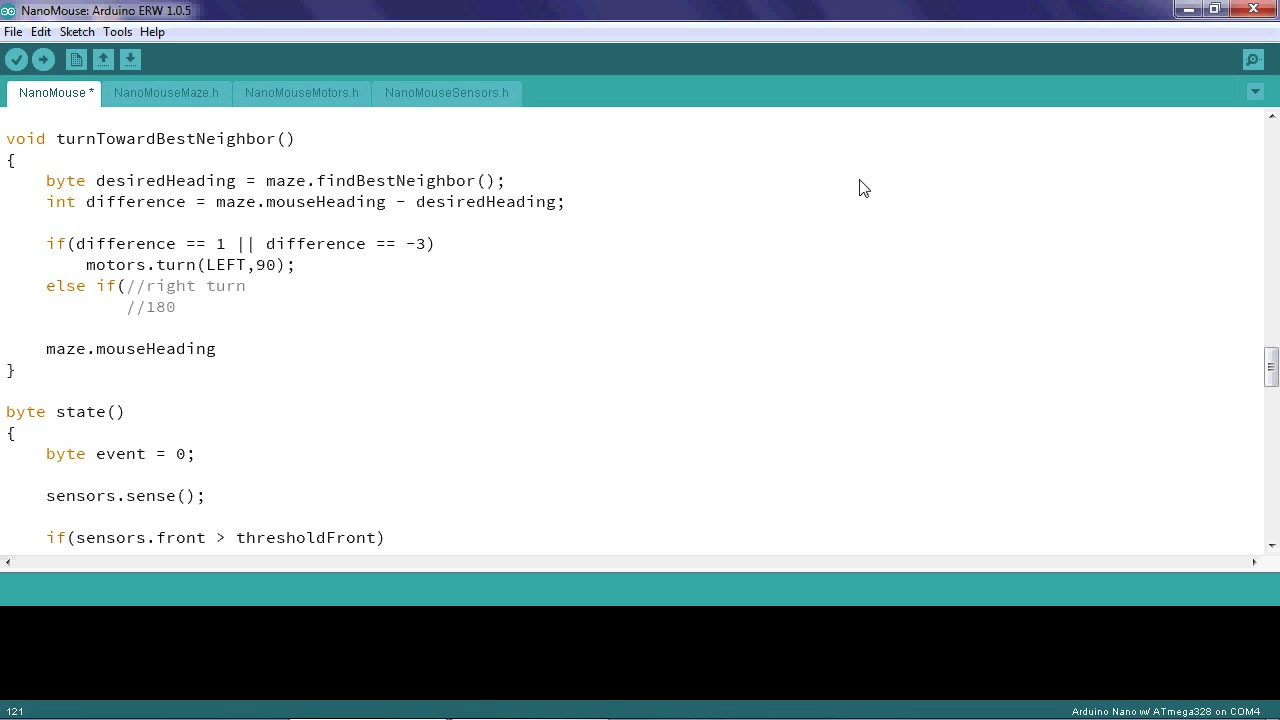 NanoMouse: Arduino ERW 1.0.5
File Edit Sketch Tools Help
NanoMouse * NanoMouseMaze.h NanoMouseMotors.h NanoMouseSensors.h
void turnTowardBestNeighbor()
{
byte desiredHeading = maze.findBestNeighbor();
int difference = maze.mouseHeading - desiredHeading;
if(difference == 1 || difference == -3)
motors.turn(LEFT,90);
else if(//right turn
//180
maze.mouseHeading
}
byte state()
{
byte event = 0;
sensors.sense();
if(sensors.front > thresholdFront)
121
Arduino Nano w/ ATmega328 on COM4